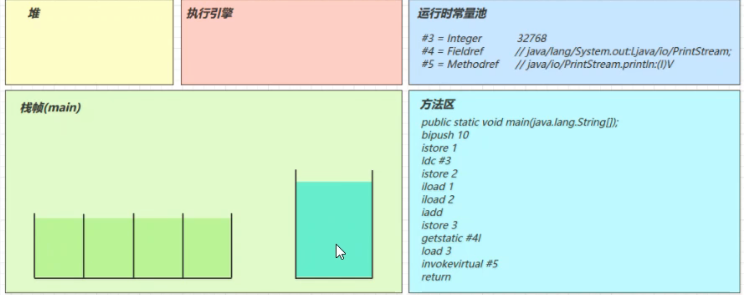 堆
执行引擎
运行时常量池
#3 = Integer 32768
#4 = Fieldref // java/lang/System.out:Ljava/io/PrintStream;
#5 = Methodref // java/io/PrintStream.println:(I)V
栈帧(main)
方法区
public static void main(java.lang.String[]);
bipush 10
istore 1
ldc #3
istore 2
iload 1
iload 2
iadd
istore 3
getstatic #4I
load 3
invokevirtual #5
return